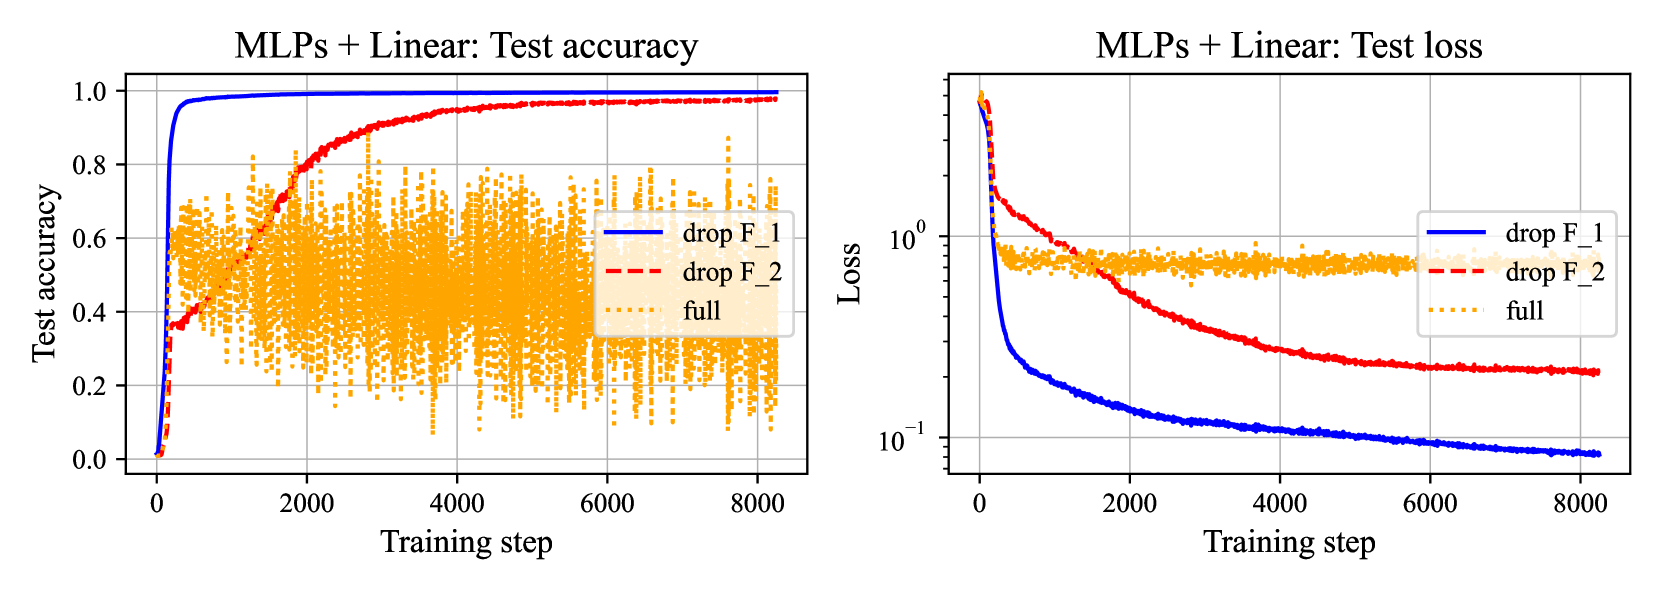 MLPs + Linear: Test accuracy
Test accuracy
1.0
0.8
0.6
0.4
0.2
0.0
drop F_1
drop F_2
full
0 2000 4000 6000 8000
Training step
MLPs + Linear: Test loss
Loss
10^0
10^−1
drop F_1
drop F_2
full
0 2000 4000 6000 8000
Training step